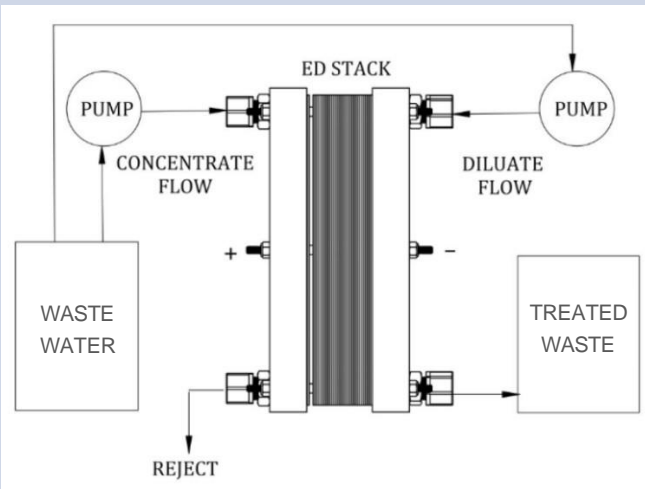 ED STACK
PUMP
PUMP
CONCENTRATE
FLOW
DILUATE
FLOW
+
−
WASTE
WATER
TREATED
WASTE
REJECT